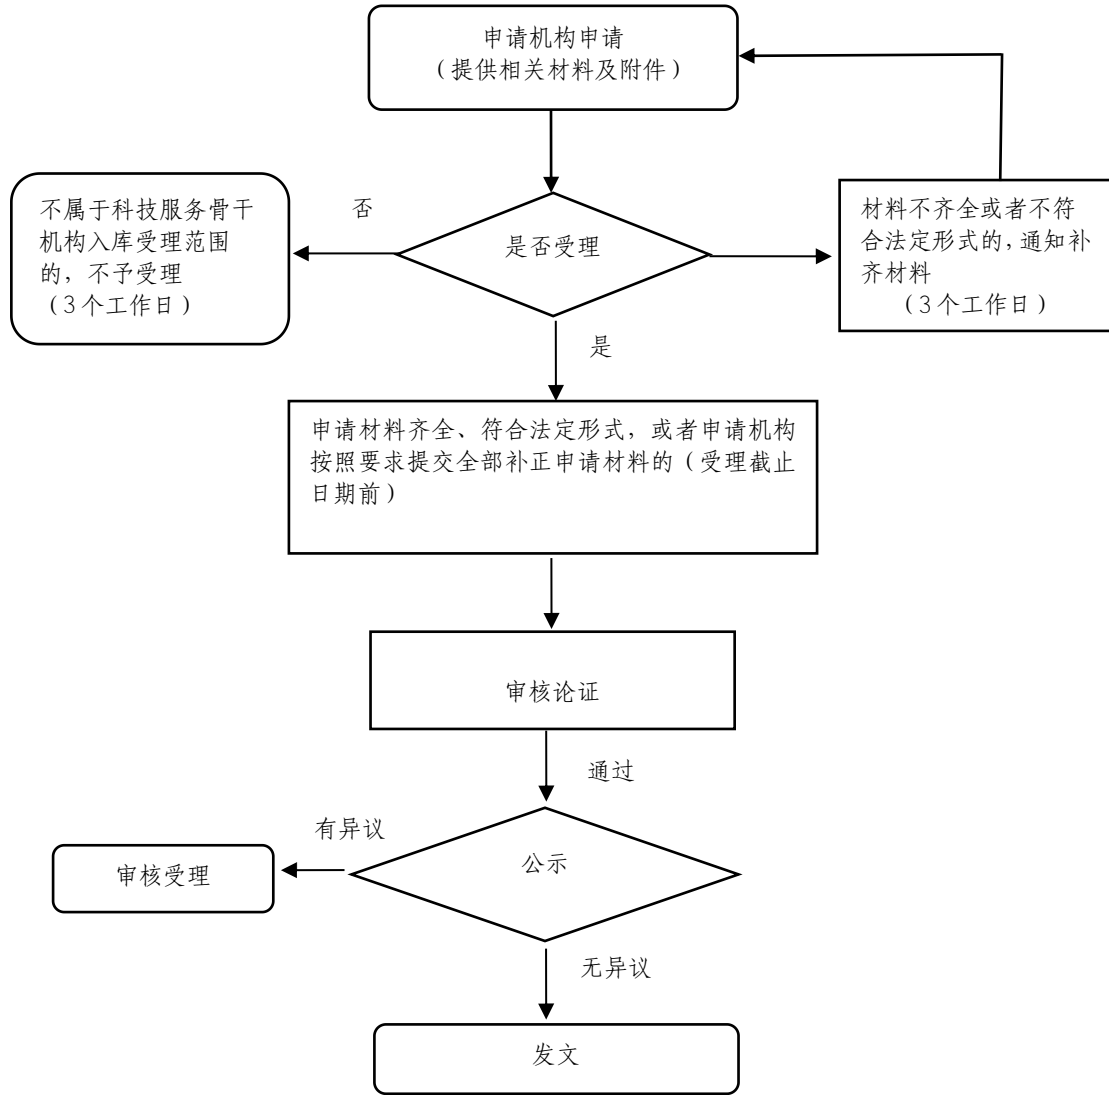 申请机构申请
（提供相关材料及附件）
不属于科技服务骨干
机构入库受理范围
的，不予受理
（3个工作日）
否
是否受理
材料不齐全或者不符
合法定形式的，通知补
齐材料
（3个工作日）
是
申请材料齐全、符合法定形式，或者申请机构
按照要求提交全部补正申请材料的（受理截止
日期前）
审核论证
通过
有异议
公示
审核受理
无异议
发文